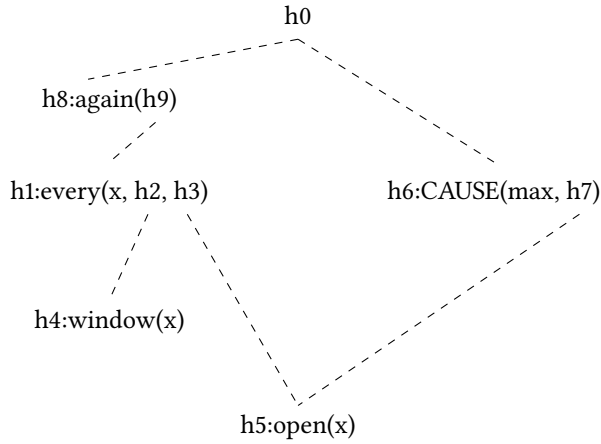 h0
h8:again(h9)
h1:every(x, h2, h3)
h6:CAUSE(max, h7)
h4:window(x)
h5:open(x)